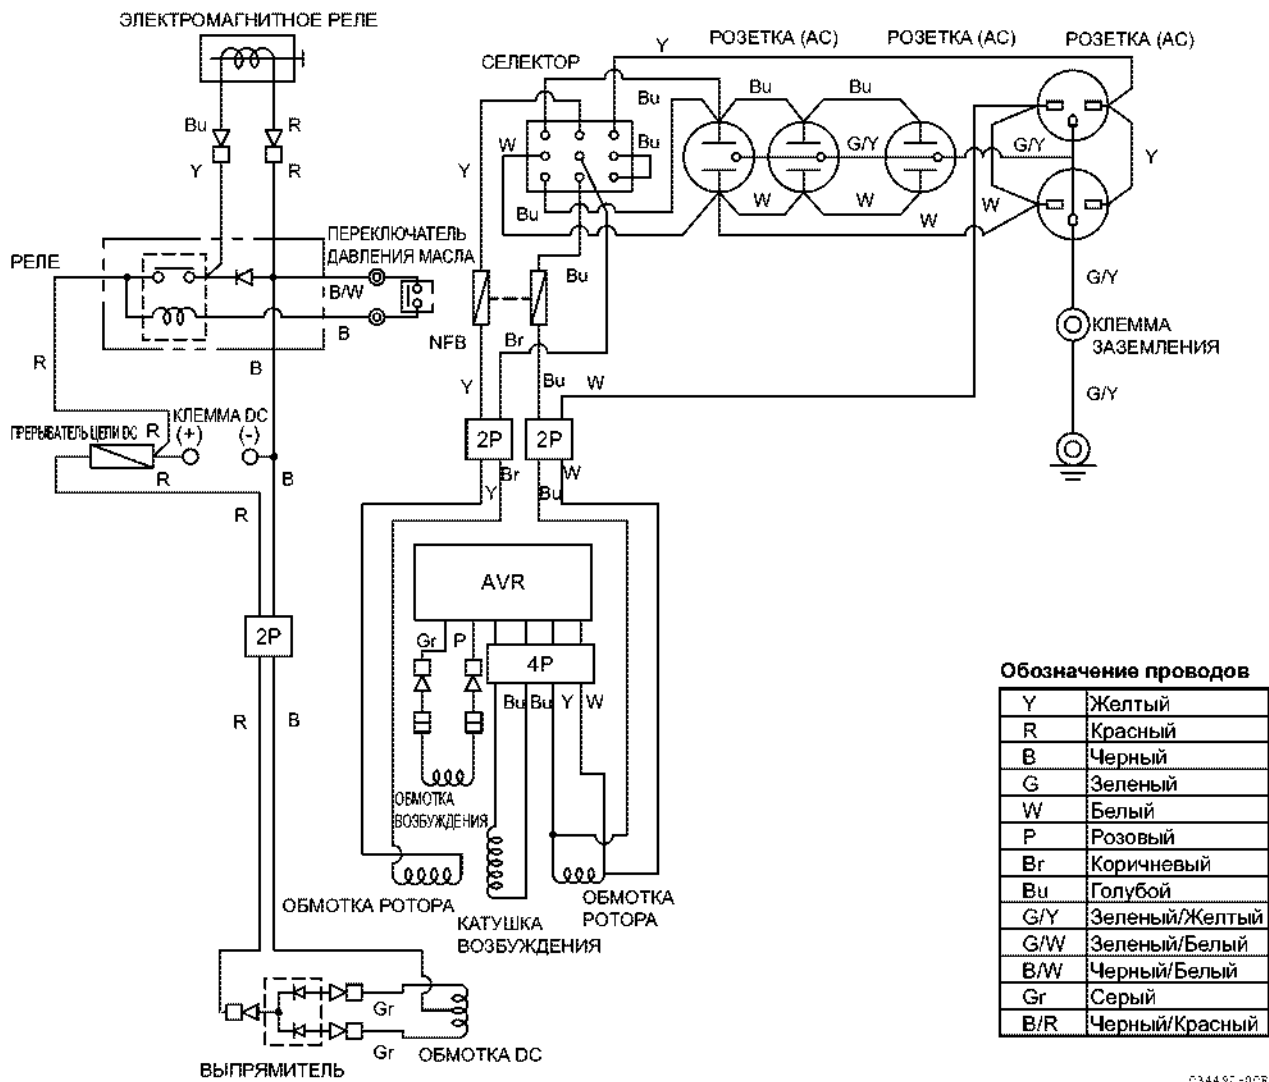 ЭЛЕКТРОМАГНИТНОЕ РЕЛЕ
Bu
R
Y
R
РЕЛЕ
ПЕРЕКЛЮЧАТЕЛЬ
ДАВЛЕНИЯ МАСЛА
B/W
B
R
B
ПРЕРЫВАТЕЛЬ ЦЕПИ DC
R
КЛЕММА DC
(+)
(-)
R
B
R
2P
R
B
СЕЛЕКТОР
Y
РОЗЕТКА (AC)
РОЗЕТКА (AC)
РОЗЕТКА (AC)
Bu
Bu
Bu
W
Bu
Y
G/Y
G/Y
Y
Bu
W
W
W
W
Bu
G/Y
NFB
Br
КЛЕММА
ЗАЗЕМЛЕНИЯ
Y
Bu
W
G/Y
2P
2P
Br
W
Y
Bu
AVR
Gr
P
4P
Bu
Bu
Y
W
ОБМОТКА
ВОЗБУЖДЕНИЯ
ОБМОТКА РОТОРА
КАТУШКА
ВОЗБУЖДЕНИЯ
ОБМОТКА
РОТОРА
Gr
Gr
ОБМОТКА DC
ВЫПРЯМИТЕЛЬ
Обозначение проводов
Y Желтый
R Красный
B Черный
G Зеленый
W Белый
P Розовый
Br Коричневый
Bu Голубой
G/Y Зеленый/Желтый
G/W Зеленый/Белый
B/W Черный/Белый
Gr Серый
B/R Черный/Красный